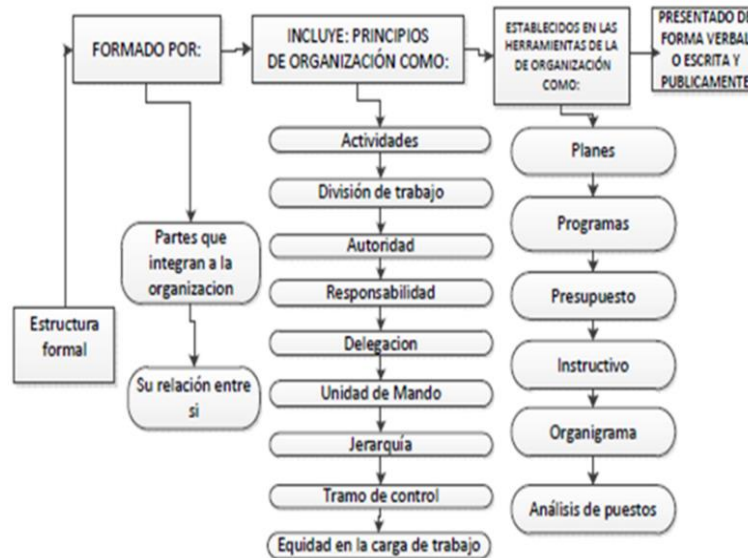 FORMADO POR:
INCLUYE: PRINCIPIOS
DE ORGANIZACIÓN COMO:
ESTABLECIDOS EN LAS
HERRAMIENTAS DE LA
DE ORGANIZACIÓN
COMO:
PRESENTADO DE
FORMA VERBAL
O ESCRITA Y
PUBLICAMENTE
Estructura
formal
Partes que
integran a la
organizacion
Su relación entre
si
Actividades
División de trabajo
Autoridad
Responsabilidad
Delegacion
Unidad de Mando
Jerarquía
Tramo de control
Equidad en la carga de trabajo
Planes
Programas
Presupuesto
Instructivo
Organigrama
Análisis de puestos